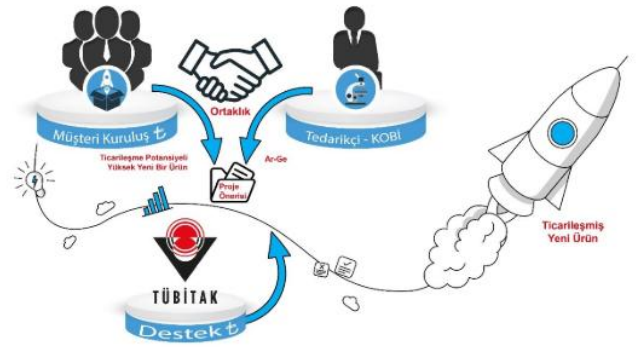 Ortaklık
Müşteri Kuruluş ₺
Tedarikçi - KOBİ
Ticarileşme Potansiyeli
Yüksek Yeni Bir Ürün
Ar-Ge
Proje
Önerisi
Ticarileşmiş
Yeni Ürün
TÜBİTAK
Destek ₺